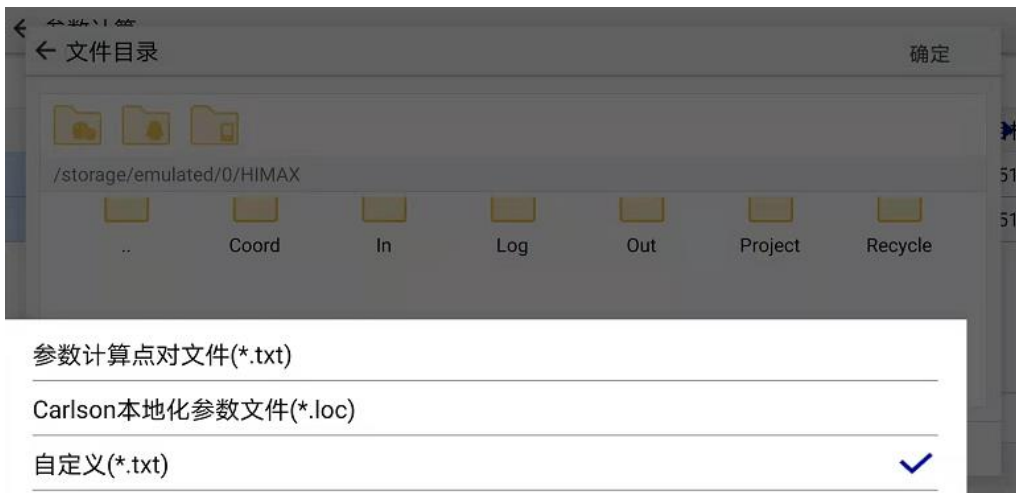 文件目录
确定
/storage/emulated/0/HIMAX
.. Coord In Log Out Project Recycle
参数计算点对文件(*.txt)
Carlson本地化参数文件(*.loc)
自定义(*.txt)